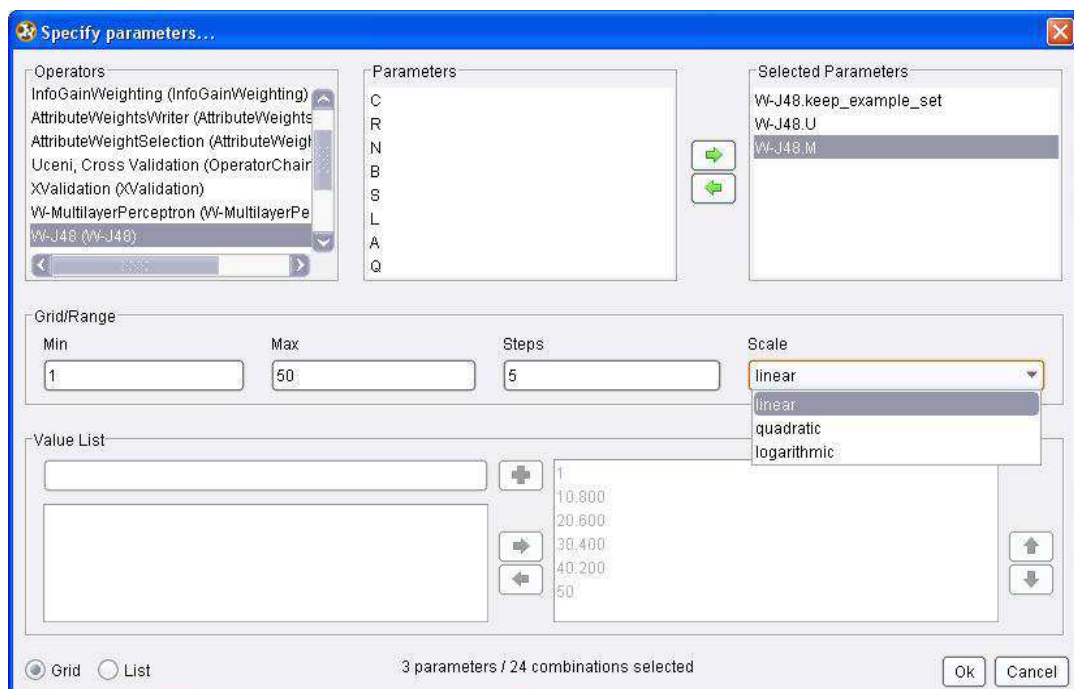 Specify parameters...
Operators
InfoGainWeighting (InfoGainWeighting)
AttributeWeightsWriter (AttributeWeights
AttributeWeightSelection (AttributeWeigh
Uceni, Cross Validation (OperatorChain
XValidation (XValidation)
W-MultilayerPerceptron (W-MultilayerPe
W-J48 (W-J48)
Parameters
C
R
N
B
S
L
A
Q
Selected Parameters
W-J48.keep_example_set
W-J48.U
W-J48.M
Grid/Range
Min
Max
Steps
Scale
1
50
5
linear
linear
quadratic
logarithmic
Value List
1
10.800
20.600
30.400
40.200
50
Grid
List
3 parameters / 24 combinations selected
Ok
Cancel